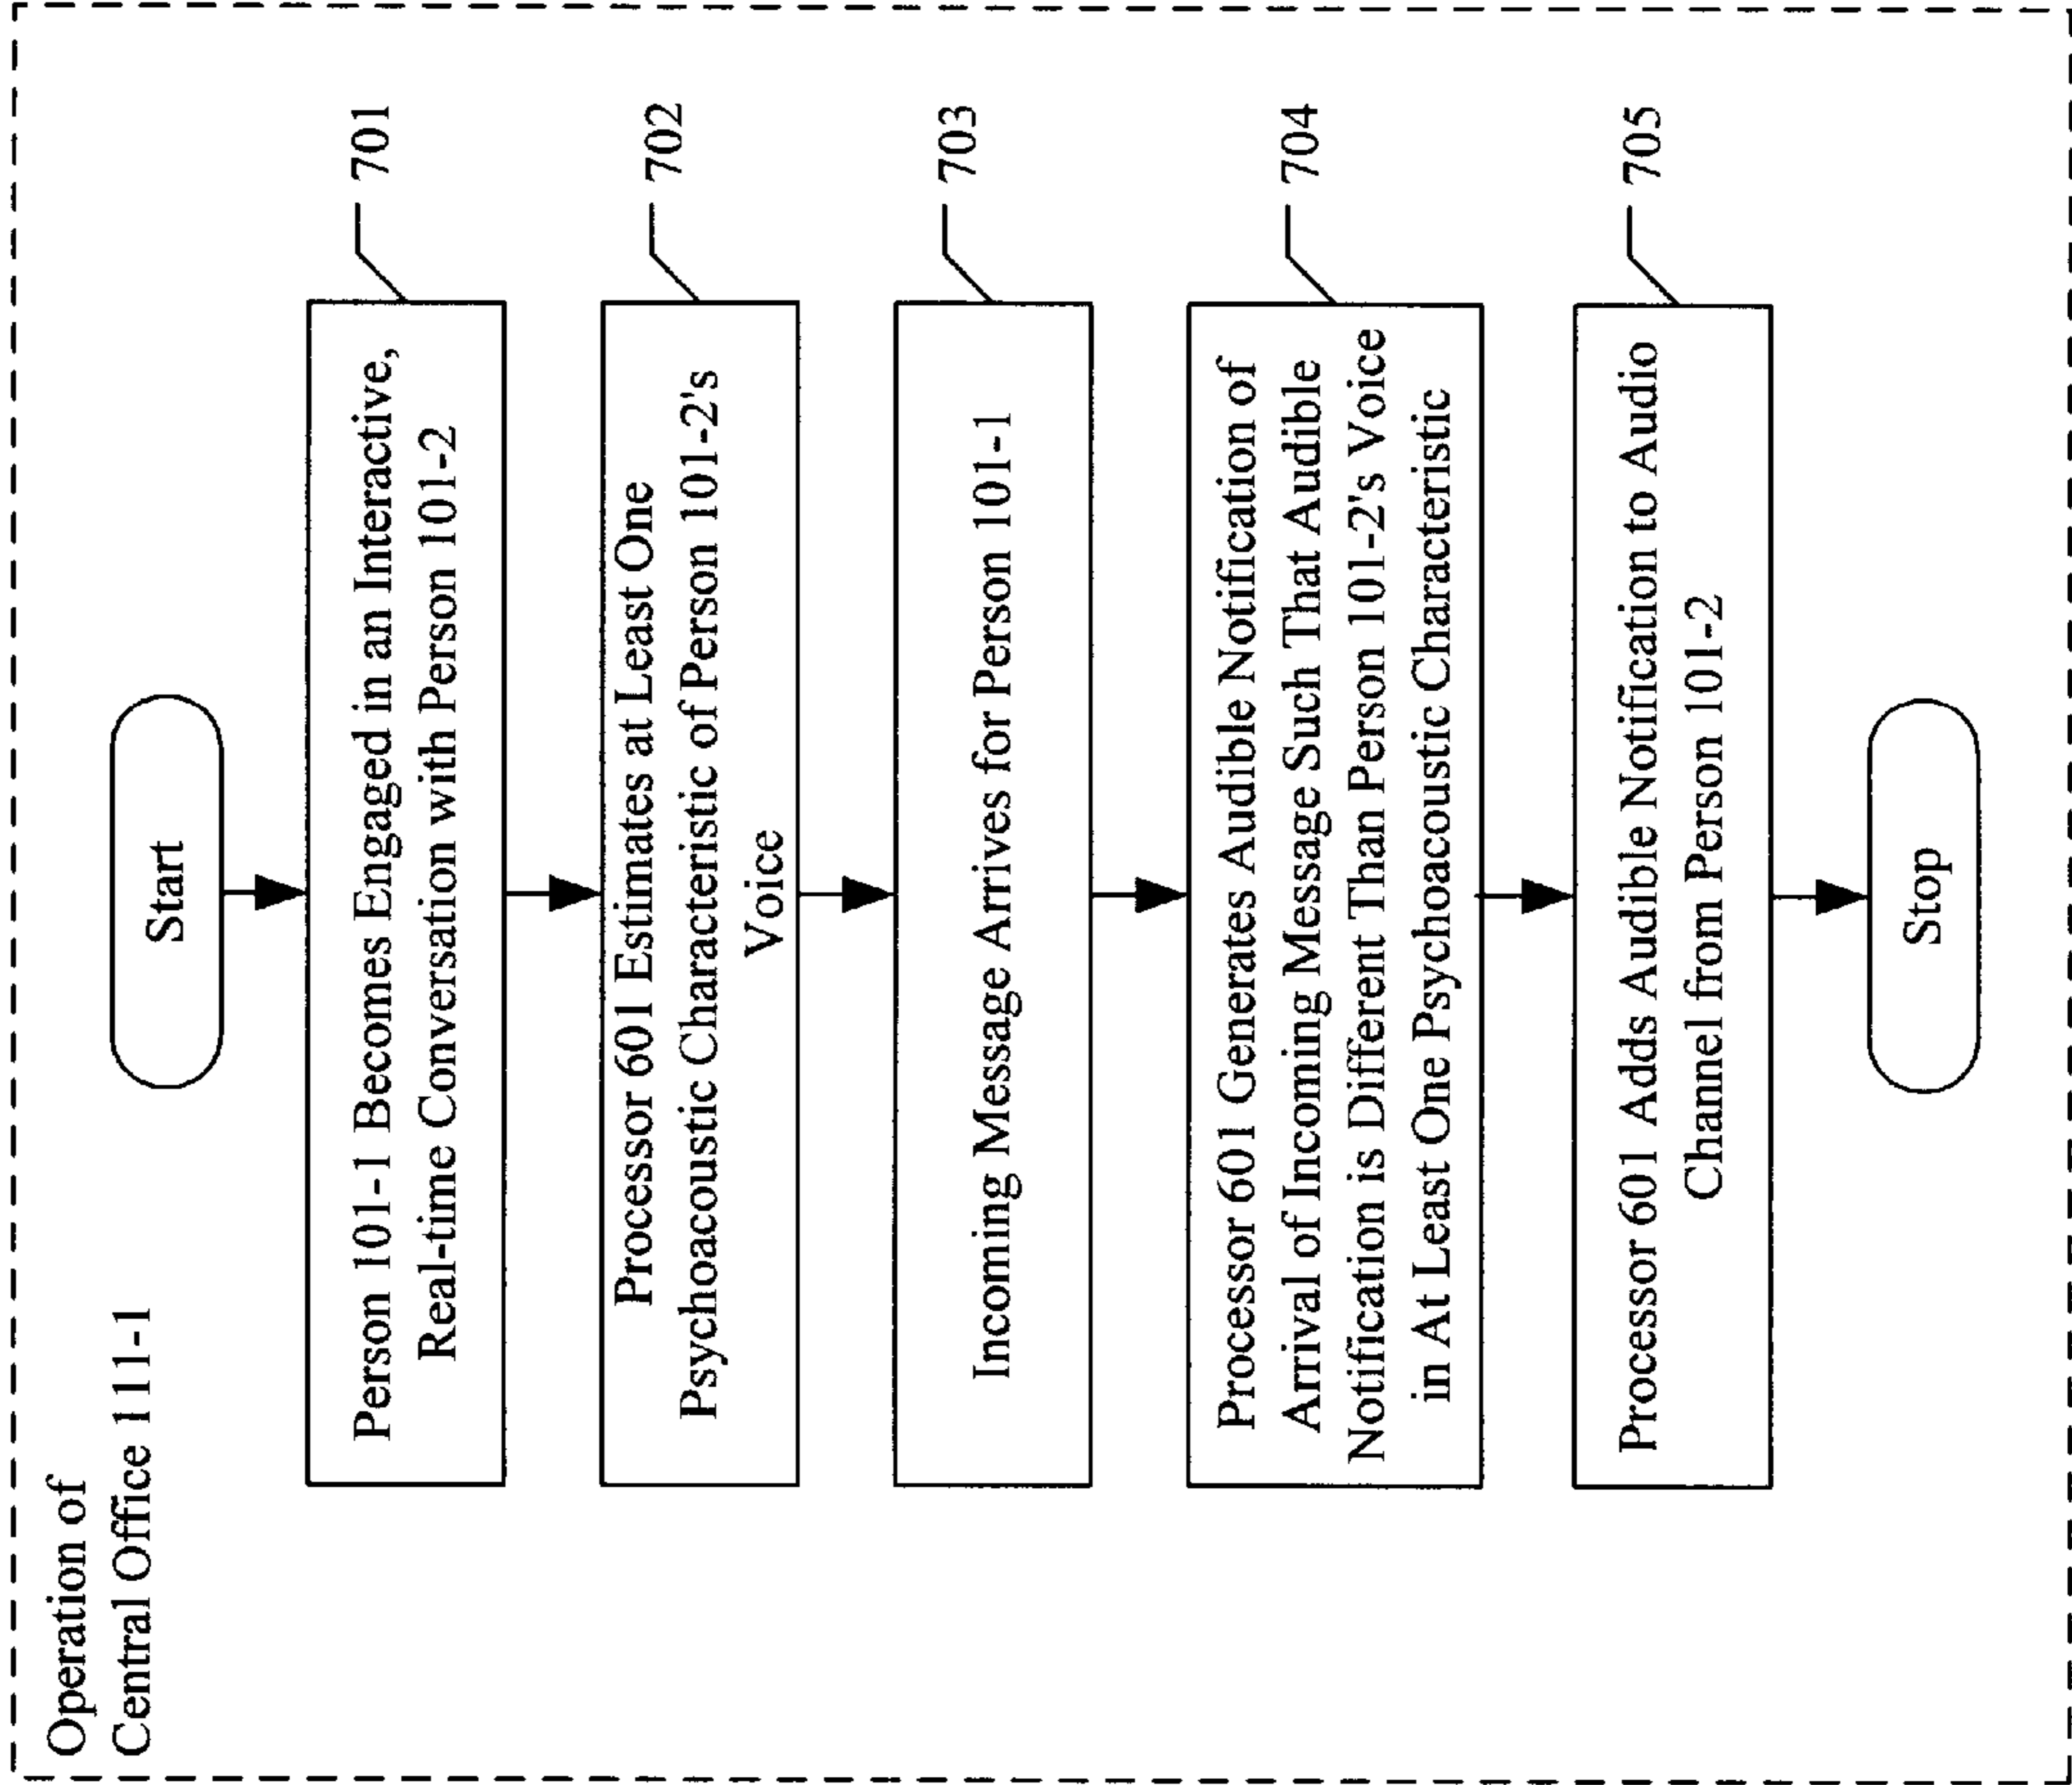 Operation of
Central Office 111-1
Start
Person 101-1 Becomes Engaged in an Interactive,
Real-time Conversation with Person 101-2
701
Processor 601 Estimates at Least One
Psychoacoustic Characteristic of Person 101-2's
Voice
702
Incoming Message Arrives for Person 101-1
703
Processor 601 Generates Audible Notification of
Arrival of Incoming Message Such That Audible
Notification is Different Than Person 101-2's Voice
in At Least One Psychoacoustic Characteristic
704
Processor 601 Adds Audible Notification to Audio
Channel from Person 101-2
705
Stop